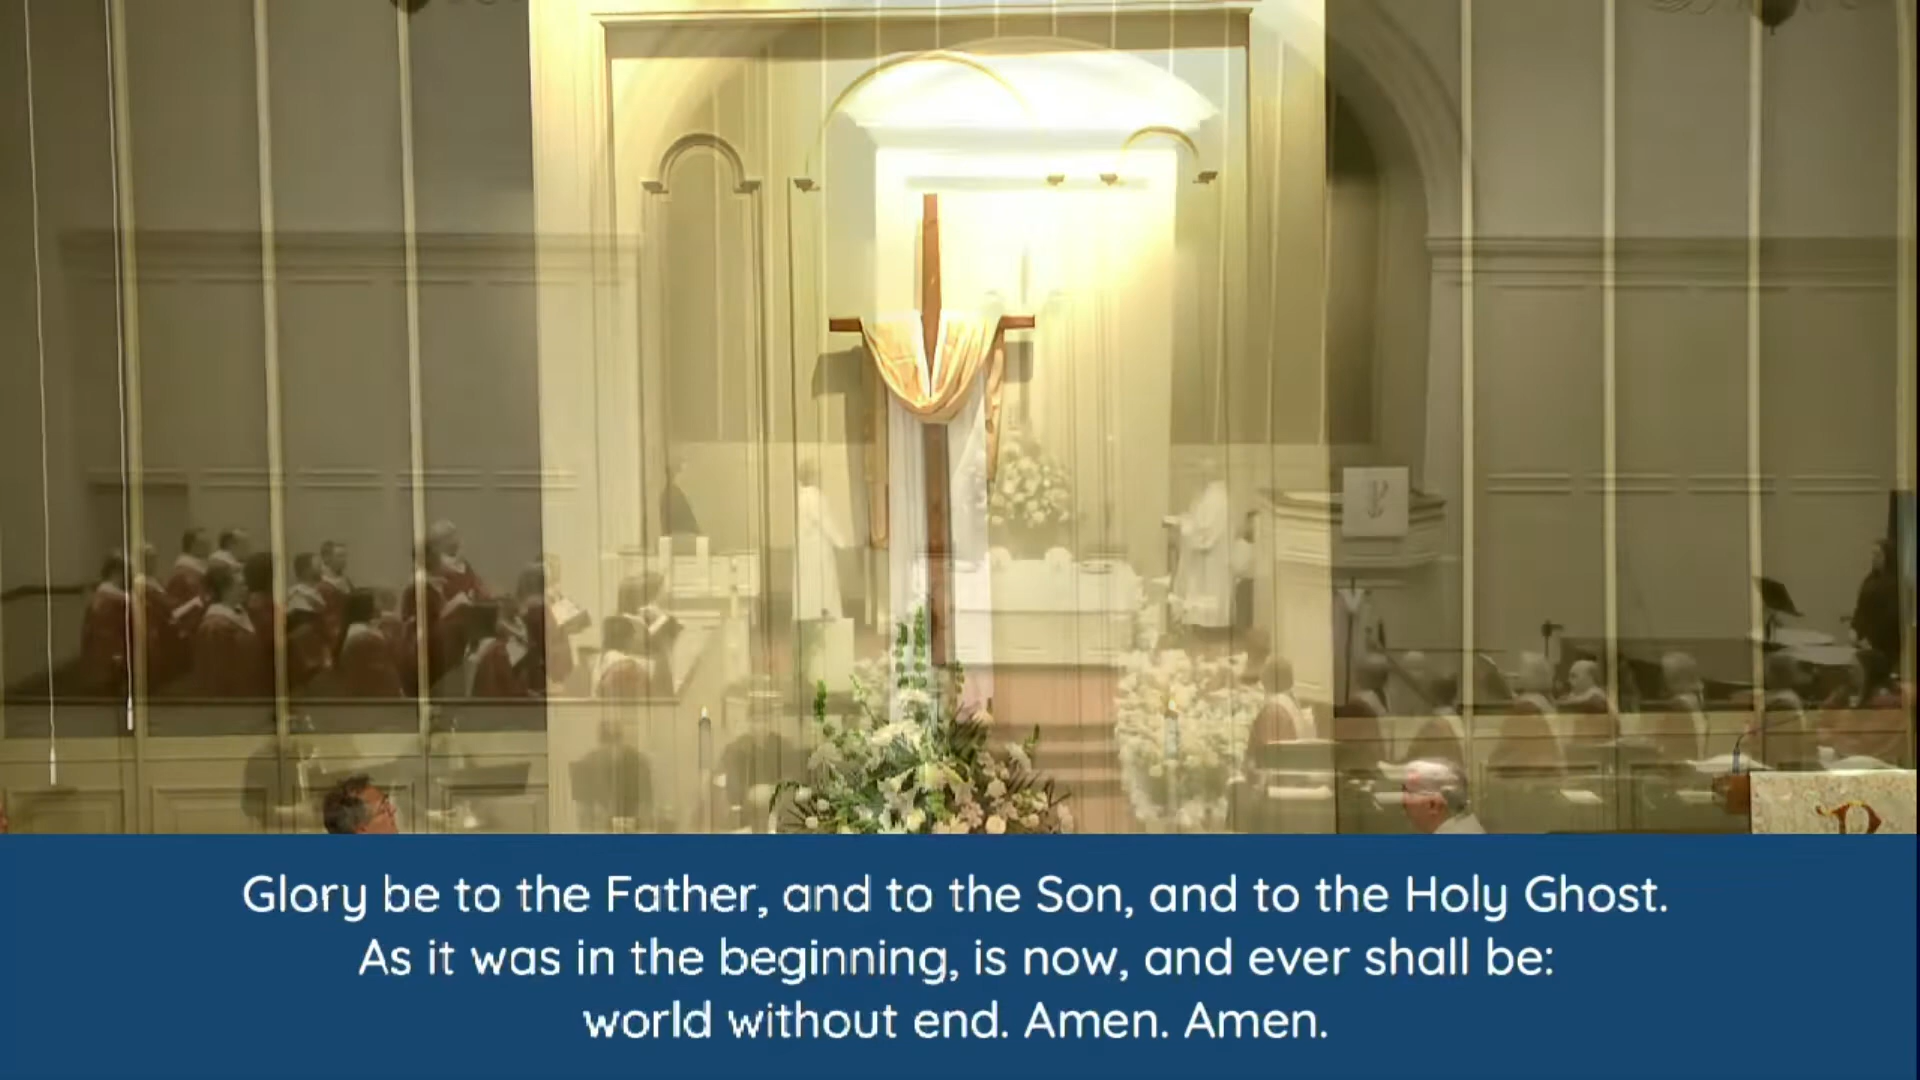 Glory be to the Father, and to the Son, and to the Holy Ghost.
As it was in the beginning, is now, and ever shall be:
world without end. Amen. Amen.